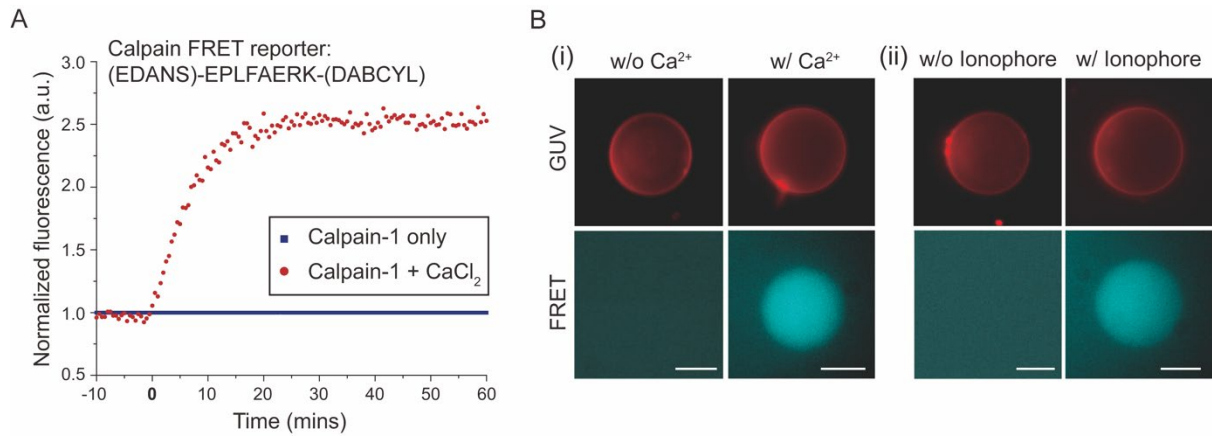 A
Calpain FRET reporter:
(EDANS)-EPLFAERK-(DABCYL)
Normalized fluorescence (a.u.)
3.0
2.5
2.0
1.5
1.0
0.5
Calpain-1 only
Calpain-1 + CaCl₂
-10 0 10 20 30 40 50 60
Time (mins)
B
(i) w/o Ca²⁺ w/ Ca²⁺
(ii) w/o Ionophore w/ Ionophore
GUV
FRET